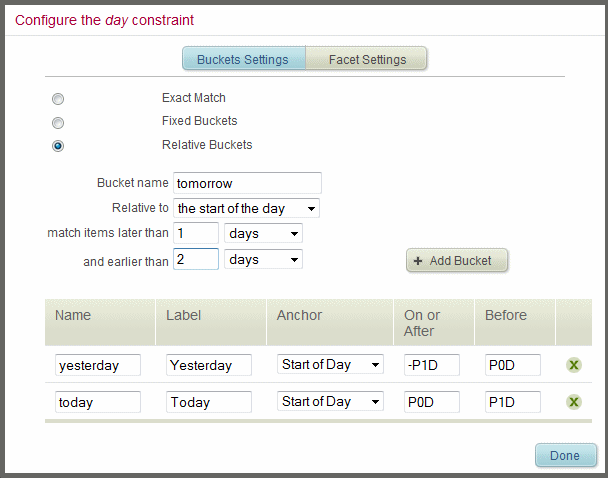 Configure the day constraint
Buckets Settings Facet Settings
Exact Match
Fixed Buckets
Relative Buckets
Bucket name tomorrow
Relative to the start of the day
match items later than 1 days
and earlier than 2 days
+ Add Bucket
Name Label Anchor On or After Before
yesterday Yesterday Start of Day -P1D P0D X
today Today Start of Day P0D P1D X
Done